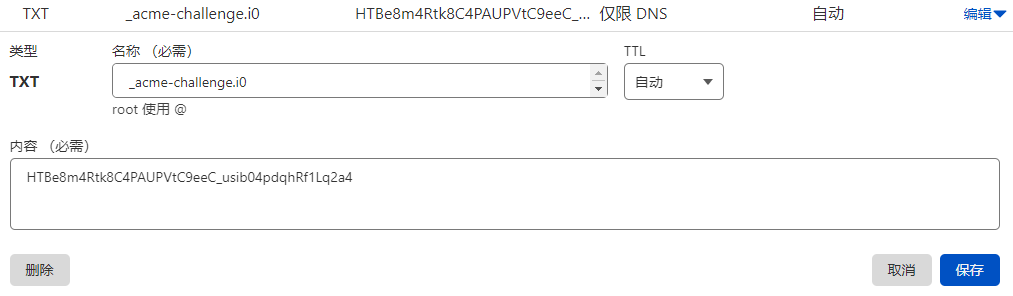 TXT _acme-challenge.i0 HTBe8m4Rtk8C4PAUPVtC9eeC_... 仅限 DNS 自动 编辑
类型 名称 （必需） TTL
TXT _acme-challenge.i0 自动
root 使用 @
内容 （必需）
HTBe8m4Rtk8C4PAUPVtC9eeC_usib04pdqhRf1Lq2a4
删除 取消 保存